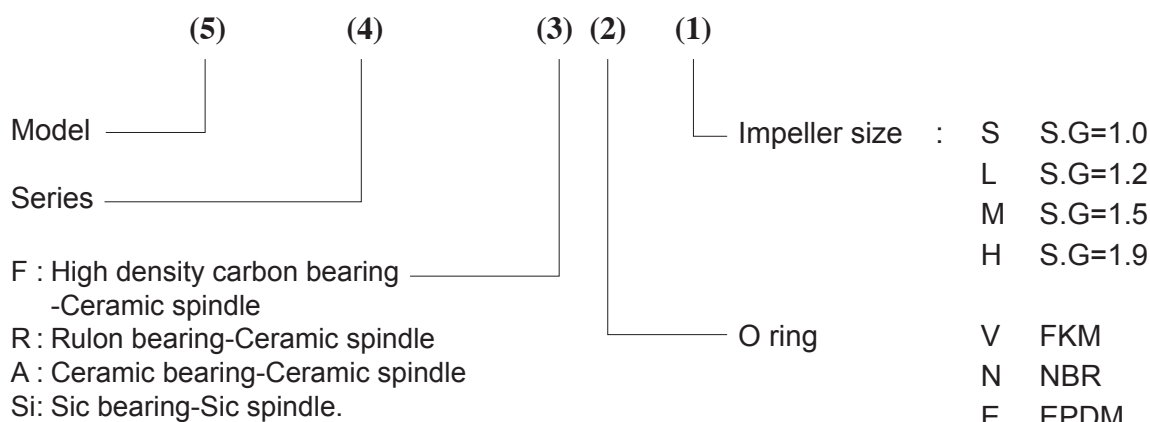 (5) (4) (3) (2) (1)
Model
Impeller size : S S.G=1.0
L S.G=1.2
Series
M S.G=1.5
H S.G=1.9
F : High density carbon bearing
-Ceramic spindle
R : Rulon bearing-Ceramic spindle
O ring V FKM
A : Ceramic bearing-Ceramic spindle
N NBR
Si: Sic bearing-Sic spindle.
E EPDM